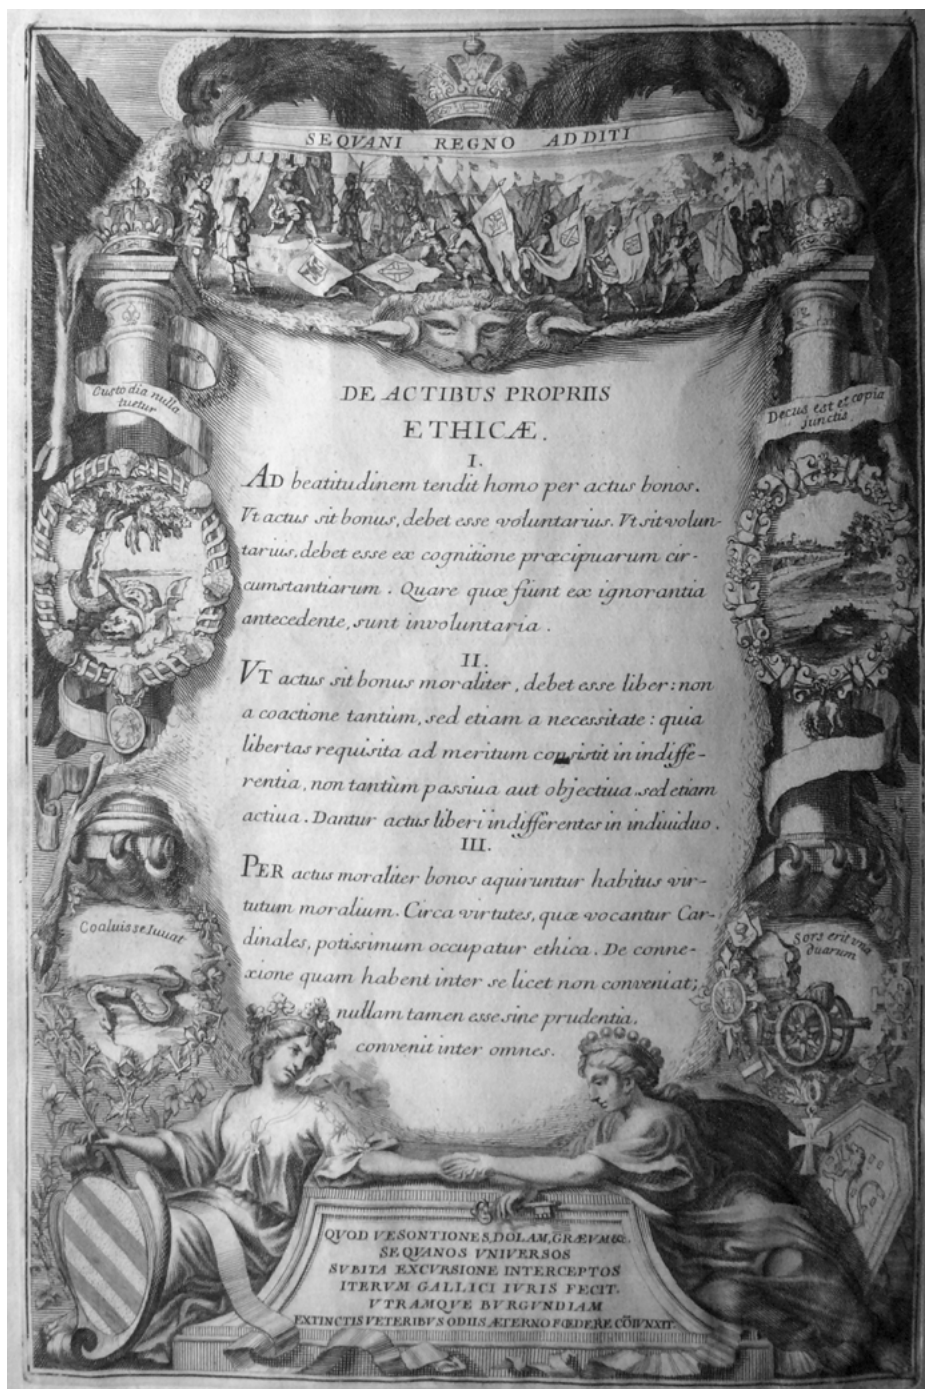 SEQVANI REGNO ADDITI
Custodia nulla
tuetur
Decus est et copia
junctis.
DE ACTIBUS PROPRIIS
ETHICÆ.
I.
AD beatitudinem tendit homo per actus bonos.
Vt actus sit bonus, debet esse voluntarius. Vt sit volun-
tarius, debet esse ex cognitione præcipuarum cir-
cumstantiarum. Quare quæ fiunt ex ignorantia
antecedente, sunt involuntaria.
II.
VT actus sit bonus moraliter, debet esse liber: non
a coactione tantùm, sed etiam a necessitate: quia
libertas requisita ad meritum consistit in indiffe-
rentia, non tantùm passiua aut objectiua sed etiam
actiua. Dantur actus liberi indifferentes in indiuiduo.
III.
PER actus moraliter bonos aquiruntur habitus vir-
tutum moralium. Circa virtutes, quæ vocantur Car-
dinales, potissimum occupatur ethica. De conne-
xione quam habent inter se licet non conveniat;
nullam tamen esse sine prudentia,
convenit inter omnes.
Coaluisse Iuuat
Sors erit vna
duarum
QVOD VESONTIONES, DOLAM, GRÆVM &c.
SEQVANOS VNIVERSOS
SVBITA EXCVRSIONE INTERCEPTOS
ITERVM GALLICI IVRIS FECIT.
VTRAMQVE BVRGVNDIAM
EXTINCTIS VETERIBVS ODIIS ÆTERNO FŒDERE CÕIVNXIT.